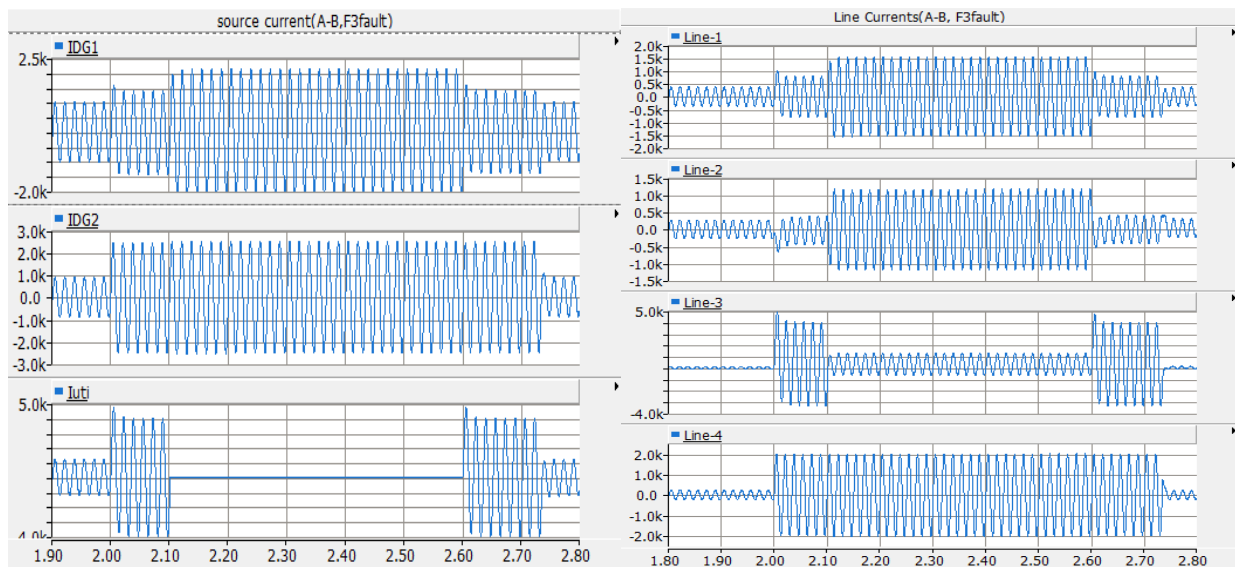 source current(A-B,F3fault)
IDG1
2.5k
-2.0k
IDG2
3.0k
2.0k
1.0k
0.0
-1.0k
-2.0k
-3.0k
Iuti
5.0k
4.0k
1.90 2.00 2.10 2.20 2.30 2.40 2.50 2.60 2.70 2.80
Line Currents(A-B, F3fault)
Line-1
2.0k
1.5k
1.0k
0.5k
0.0
-0.5k
-1.0k
-1.5k
-2.0k
Line-2
1.5k
1.0k
0.5k
0.0
-0.5k
-1.0k
-1.5k
Line-3
5.0k
-4.0k
Line-4
2.0k
1.0k
0.0
-1.0k
-2.0k
1.80 1.90 2.00 2.10 2.20 2.30 2.40 2.50 2.60 2.70 2.80